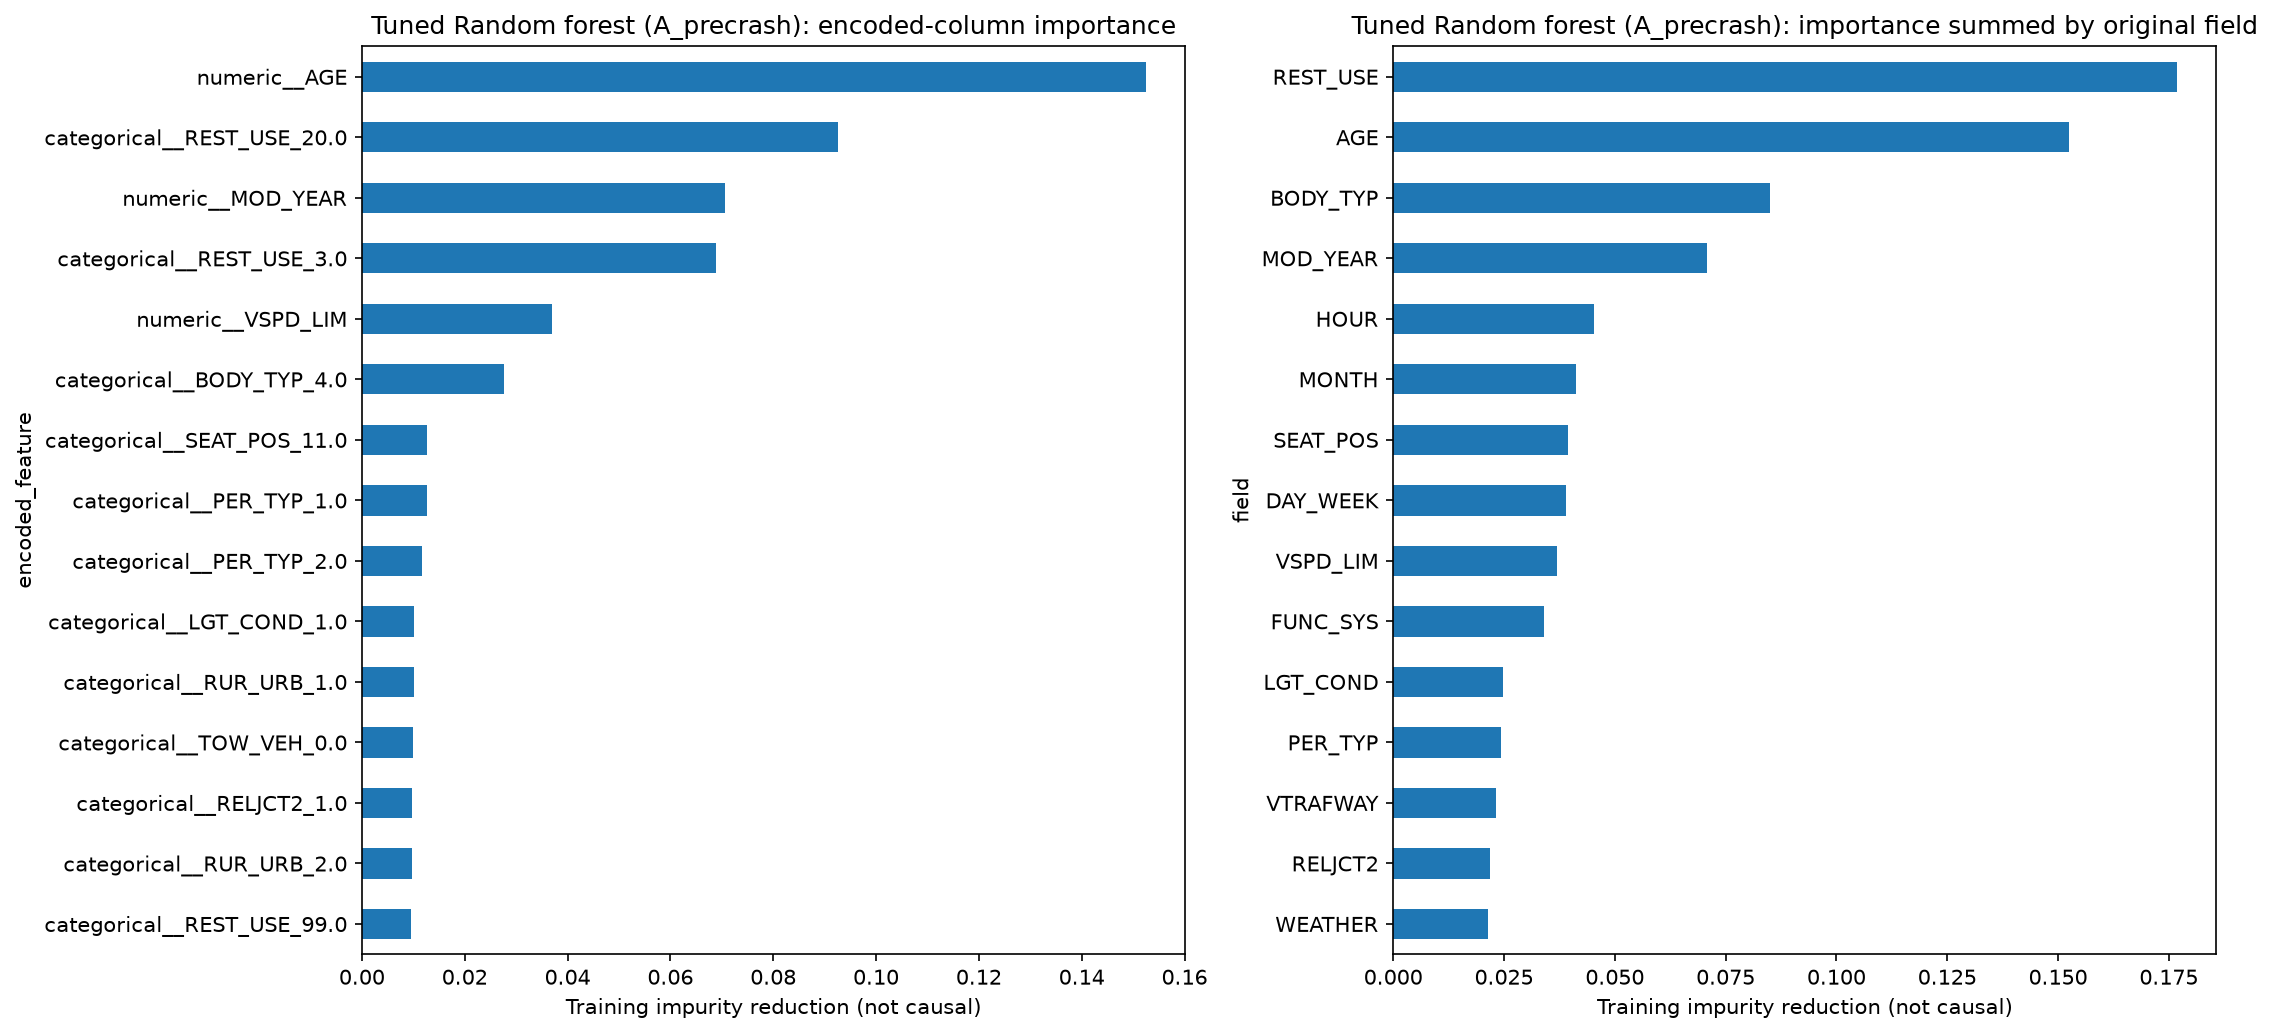 Tuned Random forest (A_precrash): encoded-column importance
encoded_feature
numeric__AGE
categorical__REST_USE_20.0
numeric__MOD_YEAR
categorical__REST_USE_3.0
numeric__VSPD_LIM
categorical__BODY_TYP_4.0
categorical__SEAT_POS_11.0
categorical__PER_TYP_1.0
categorical__PER_TYP_2.0
categorical__LGT_COND_1.0
categorical__RUR_URB_1.0
categorical__TOW_VEH_0.0
categorical__RELJCT2_1.0
categorical__RUR_URB_2.0
categorical__REST_USE_99.0
0.00 0.02 0.04 0.06 0.08 0.10 0.12 0.14 0.16
Training impurity reduction (not causal)
Tuned Random forest (A_precrash): importance summed by original field
field
REST_USE
AGE
BODY_TYP
MOD_YEAR
HOUR
MONTH
SEAT_POS
DAY_WEEK
VSPD_LIM
FUNC_SYS
LGT_COND
PER_TYP
VTRAFWAY
RELJCT2
WEATHER
0.000 0.025 0.050 0.075 0.100 0.125 0.150 0.175
Training impurity reduction (not causal)